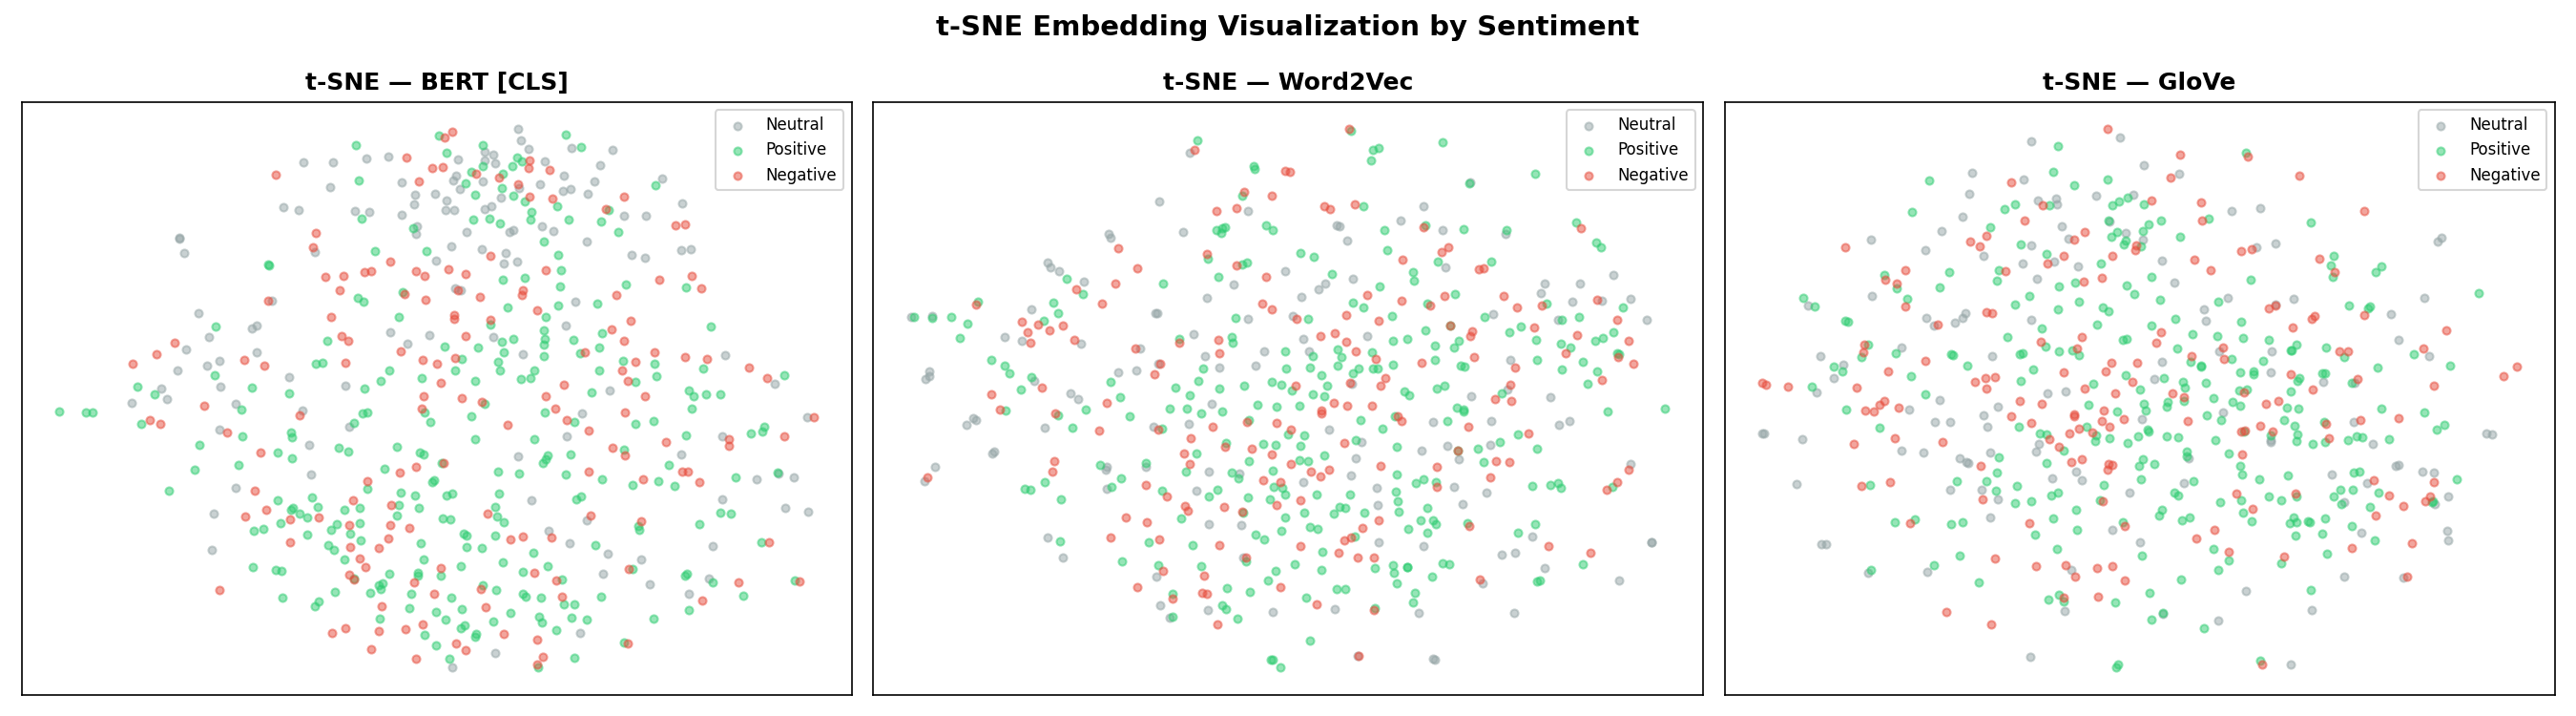 t-SNE Embedding Visualization by Sentiment
t-SNE — BERT [CLS]
Neutral
Positive
Negative
t-SNE — Word2Vec
Neutral
Positive
Negative
t-SNE — GloVe
Neutral
Positive
Negative